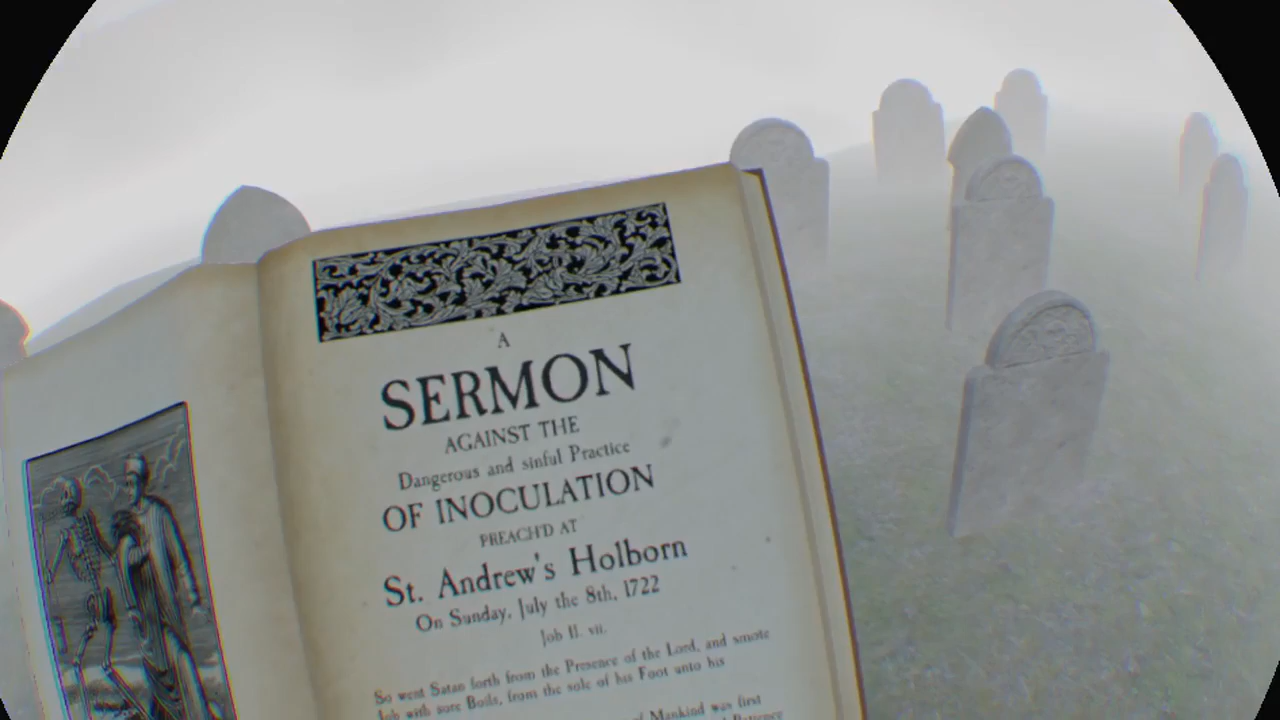 A
SERMON
AGAINST THE
Dangerous and sinful Practice
OF INOCULATION
PREACH'D AT
St. Andrew's Holborn
On Sunday, July the 8th, 1722
Job II. vii.
So went Satan forth from the Presence of the Lord, and smote
Job with sore Boils, from the sole of his Foot unto his
of Mankind was first
Patience